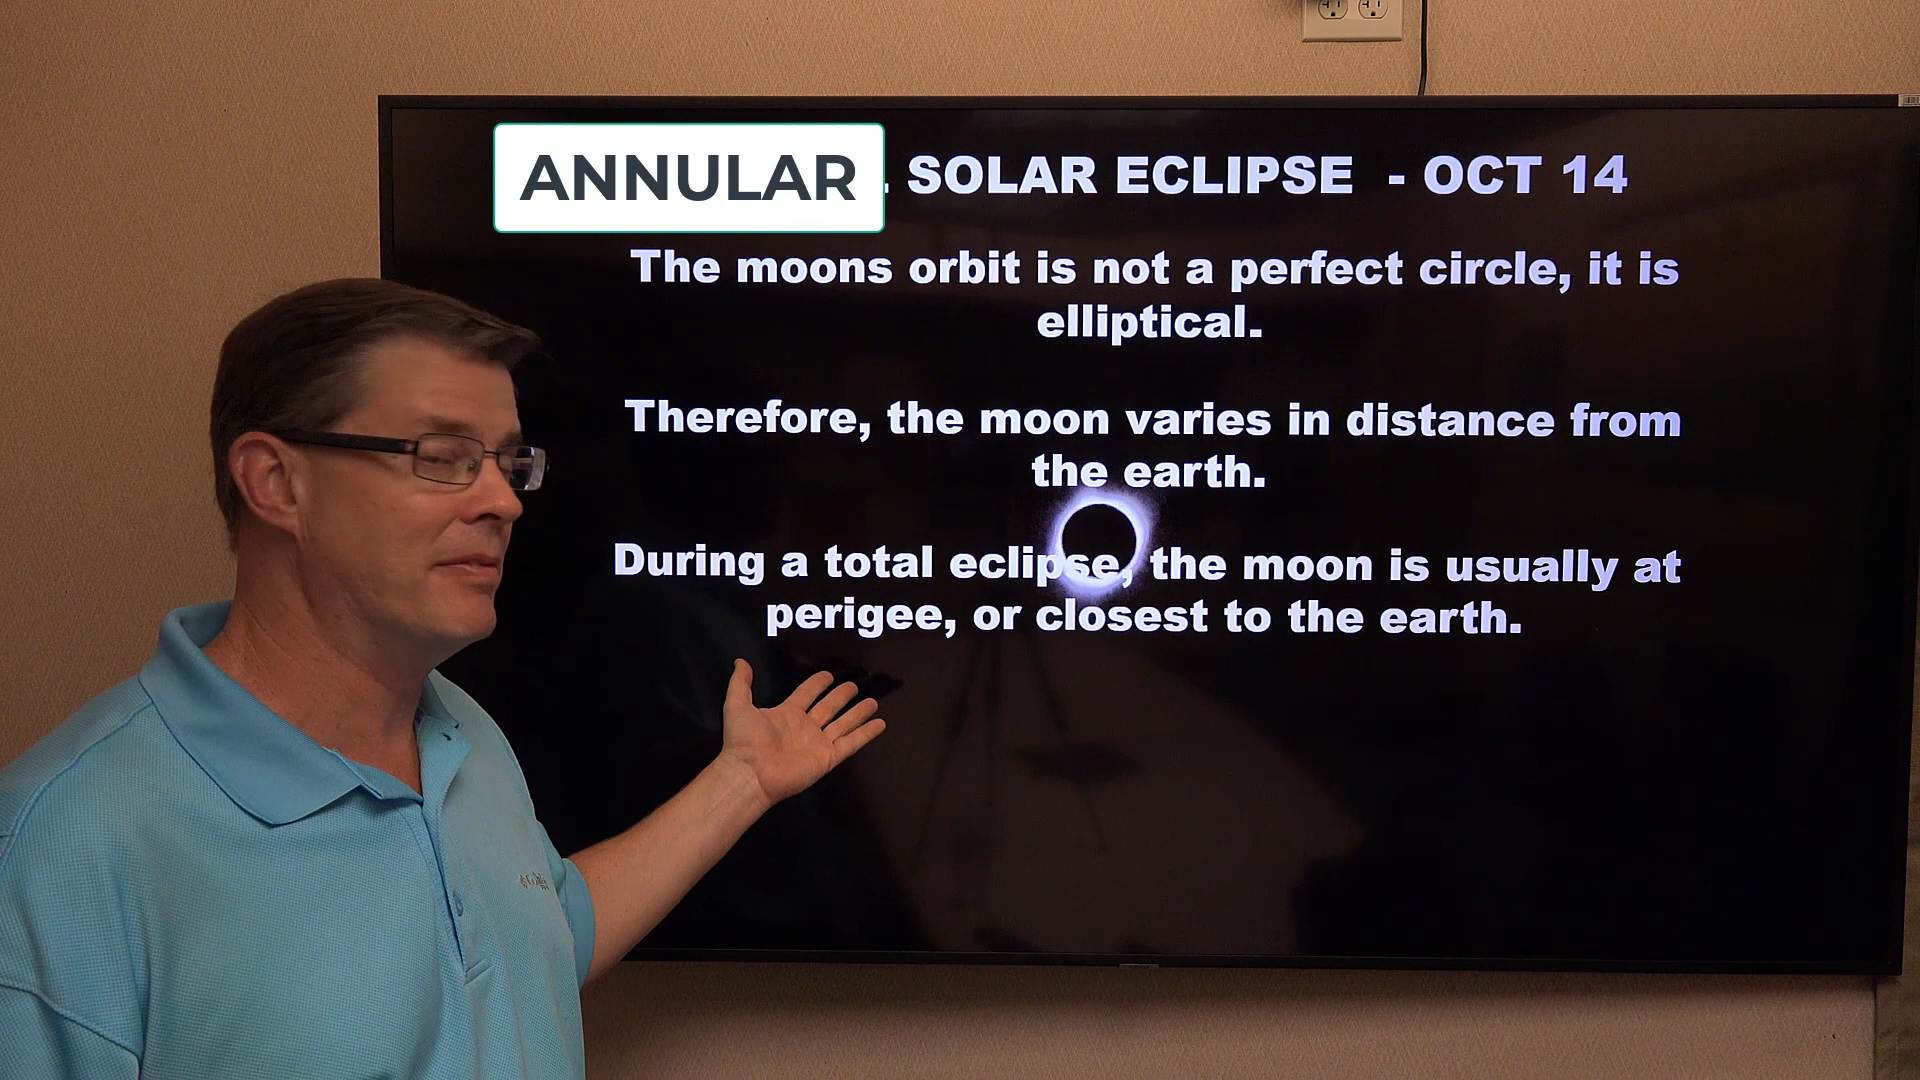 ANNULAR SOLAR ECLIPSE - OCT 14
The moons orbit is not a perfect circle, it is
elliptical.
Therefore, the moon varies in distance from
the earth.
During a total eclipse, the moon is usually at
perigee, or closest to the earth.